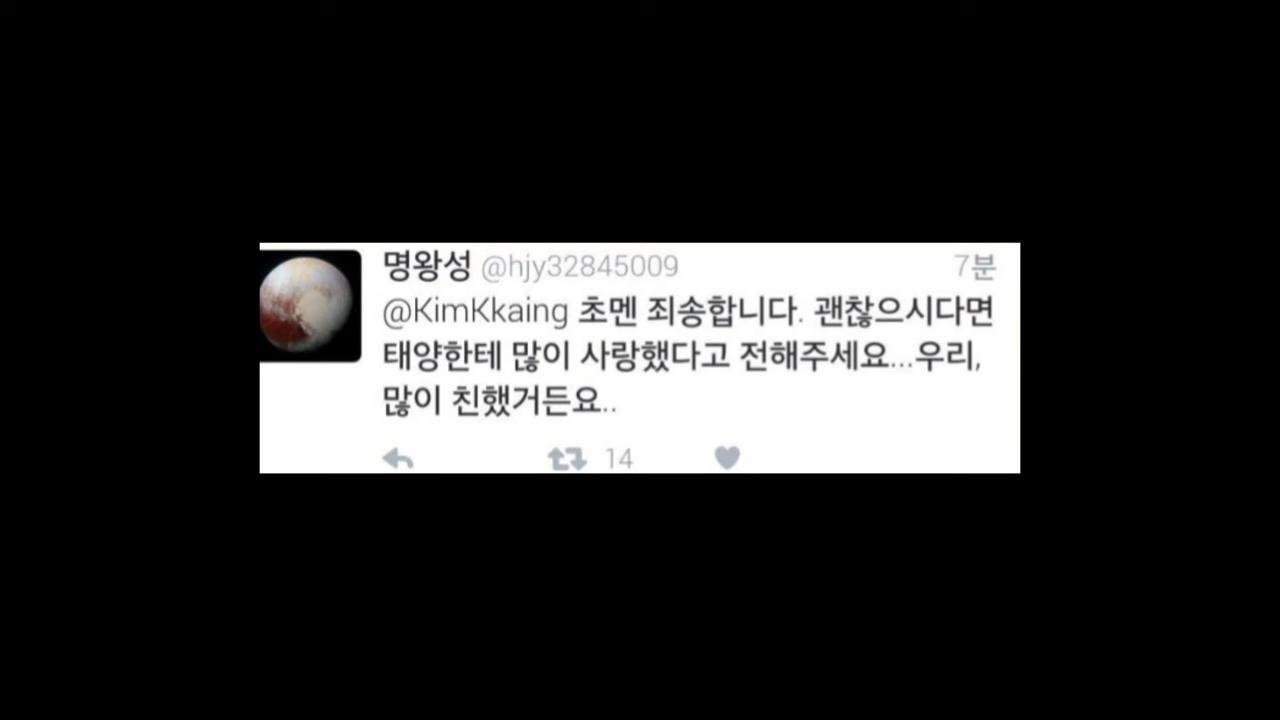 명왕성 @hjy32845009 7분
@KimKkaing 초멘 죄송합니다. 괜찮으시다면
태양한테 많이 사랑했다고 전해주세요...우리,
많이 친했거든요..
14